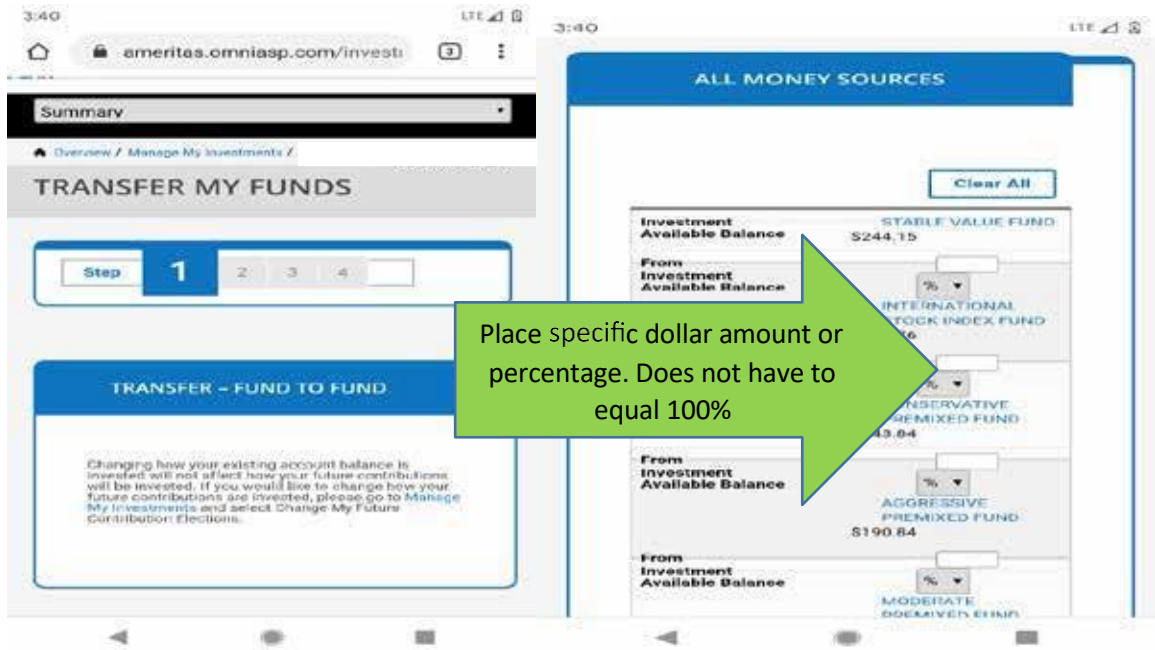 3:40
LTE
ameritas.omniasp.com/investi
3
Summary
Overview / Manage My Investments /
TRANSFER MY FUNDS
Step 1 2 3 4
TRANSFER – FUND TO FUND
Changing how your existing account balance is
invested will not affect how your future contributions
will be invested. If you would like to change how your
future contributions are invested, please go to Manage
My Investments and select Change My Future
Contribution Elections.
3:40
LTE
ALL MONEY SOURCES
Clear All
Investment STABLE VALUE FUND
Available Balance $244.15
From
Investment
Available Balance
%
INTERNATIONAL
STOCK INDEX FUND
%
PREMIXED FUND
From
Investment
Available Balance
%
AGGRESSIVE
PREMIXED FUND
$190.84
From
Investment
Available Balance
%
MODERATE
PREMIXED FUND
Place specific dollar amount or
percentage. Does not have to
equal 100%